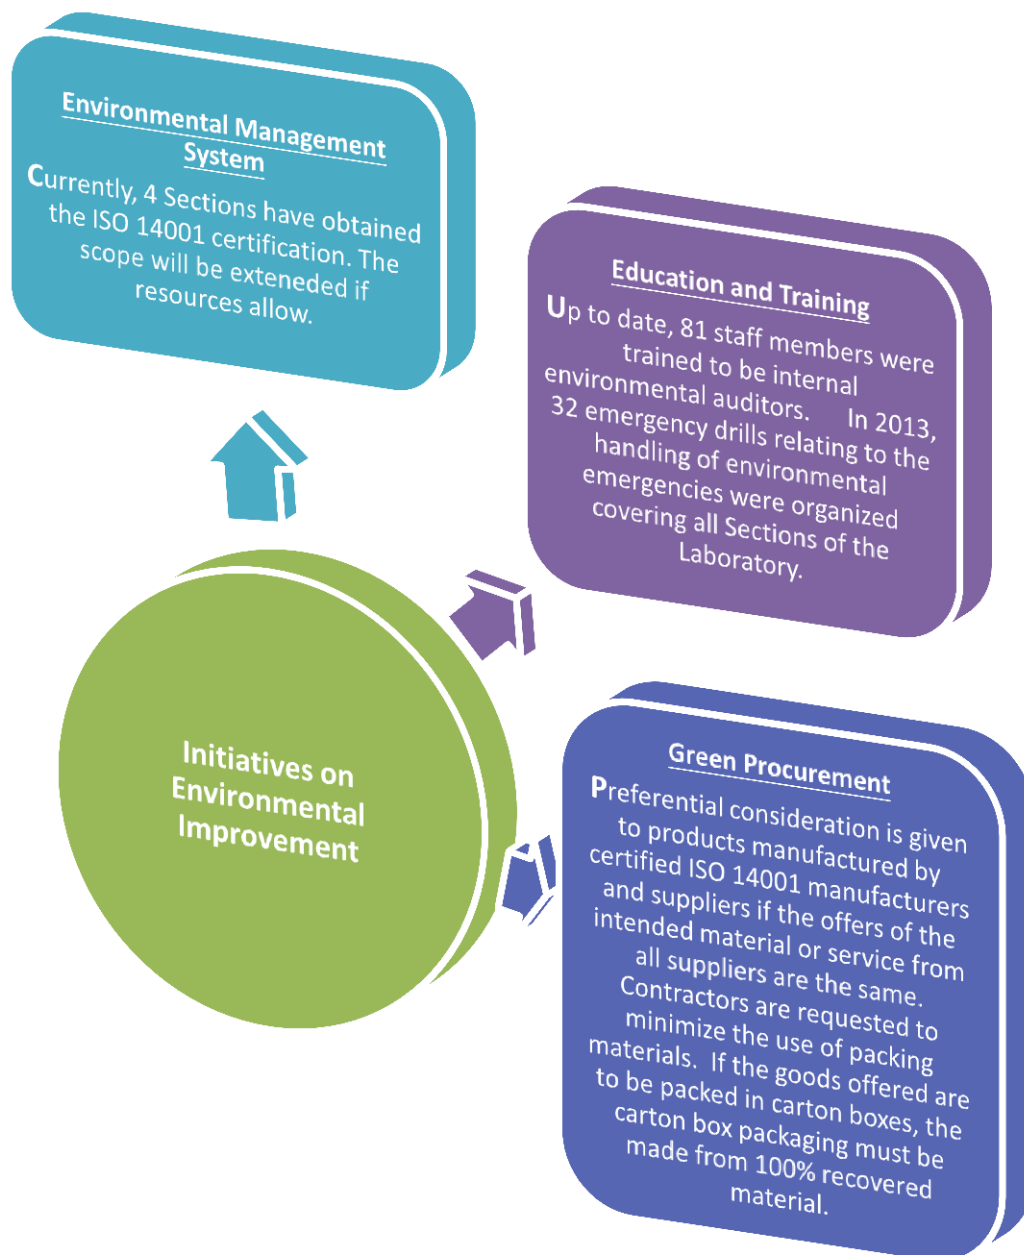 Environmental Management
System
Currently, 4 Sections have obtained
the ISO 14001 certification. The
scope will be exteneded if
resources allow.
Education and Training
Up to date, 81 staff members were
trained to be internal
environmental auditors. In 2013,
32 emergency drills relating to the
handling of environmental
emergencies were organized
covering all Sections of the
Laboratory.
Initiatives on
Environmental
Improvement
Green Procurement
Preferential consideration is given
to products manufactured by
certified ISO 14001 manufacturers
and suppliers if the offers of the
intended material or service from
all suppliers are the same.
Contractors are requested to
minimize the use of packing
materials. If the goods offered are
to be packed in carton boxes, the
carton box packaging must be
made from 100% recovered
material.